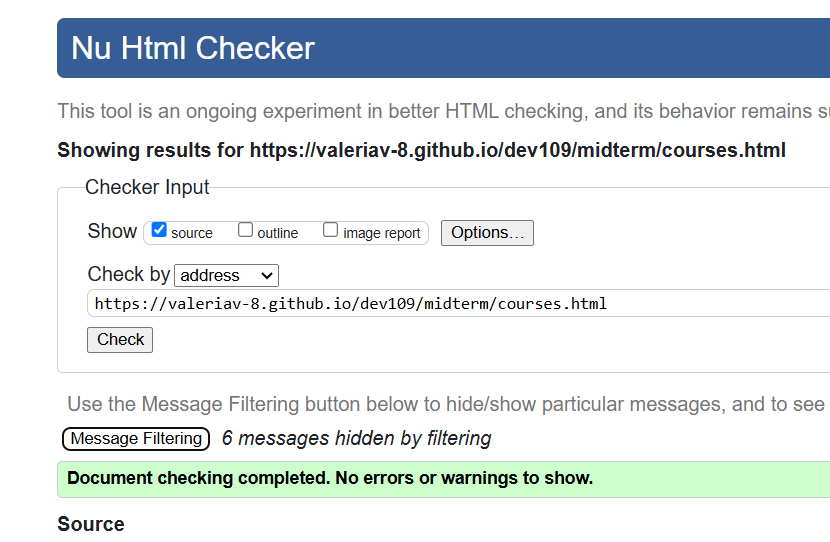 Nu Html Checker
This tool is an ongoing experiment in better HTML checking, and its behavior remains
Showing results for https://valeriav-8.github.io/dev109/midterm/courses.html
Checker Input
Show source outline image report Options...
Check by address
https://valeriav-8.github.io/dev109/midterm/courses.html
Check
Use the Message Filtering button below to hide/show particular messages, and to see
Message Filtering 6 messages hidden by filtering
Document checking completed. No errors or warnings to show.
Source